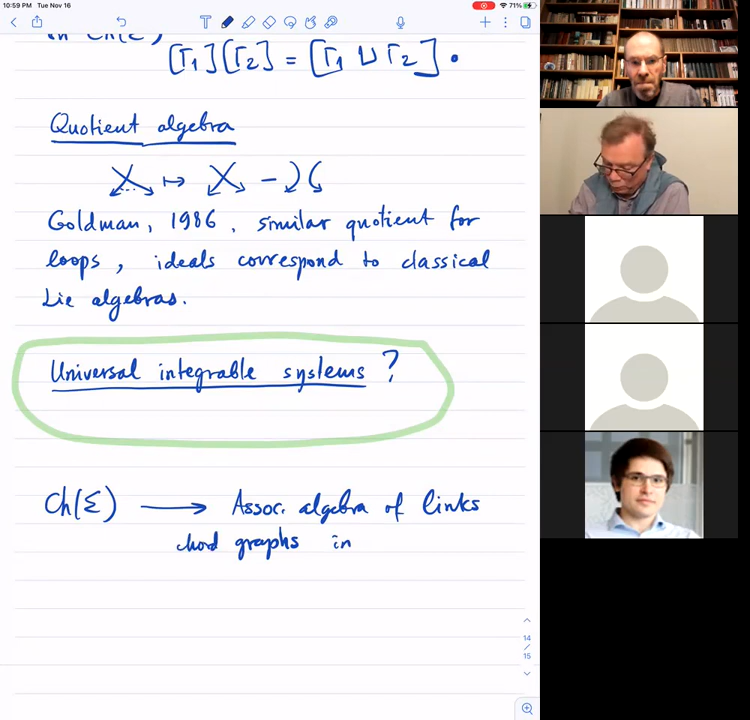 10:59 PM Tue Nov 16
71%
in Ch(Σ)
[Γ₁][Γ₂] = [Γ₁ ⊔ Γ₂].
Quotient algebra
↦ −
Goldman, 1986, similar quotient for
loops, ideals correspond to classical
Lie algebras.
Universal integrable systems ?
Ch(Σ) ⟶ Assoc. algebra of links
chord graphs in
14
/
15